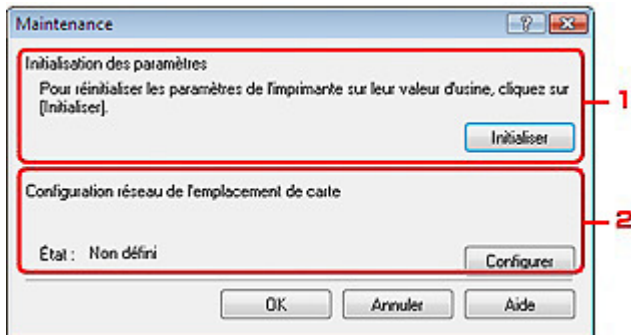 Maintenance
Initialisation des paramètres
Pour réinitialiser les paramètres de l'imprimante sur leur valeur d'usine, cliquez sur
[Initialiser].
1
Initialiser
Configuration réseau de l'emplacement de carte
2
État : Non défini
Configurer
OK Annuler Aide